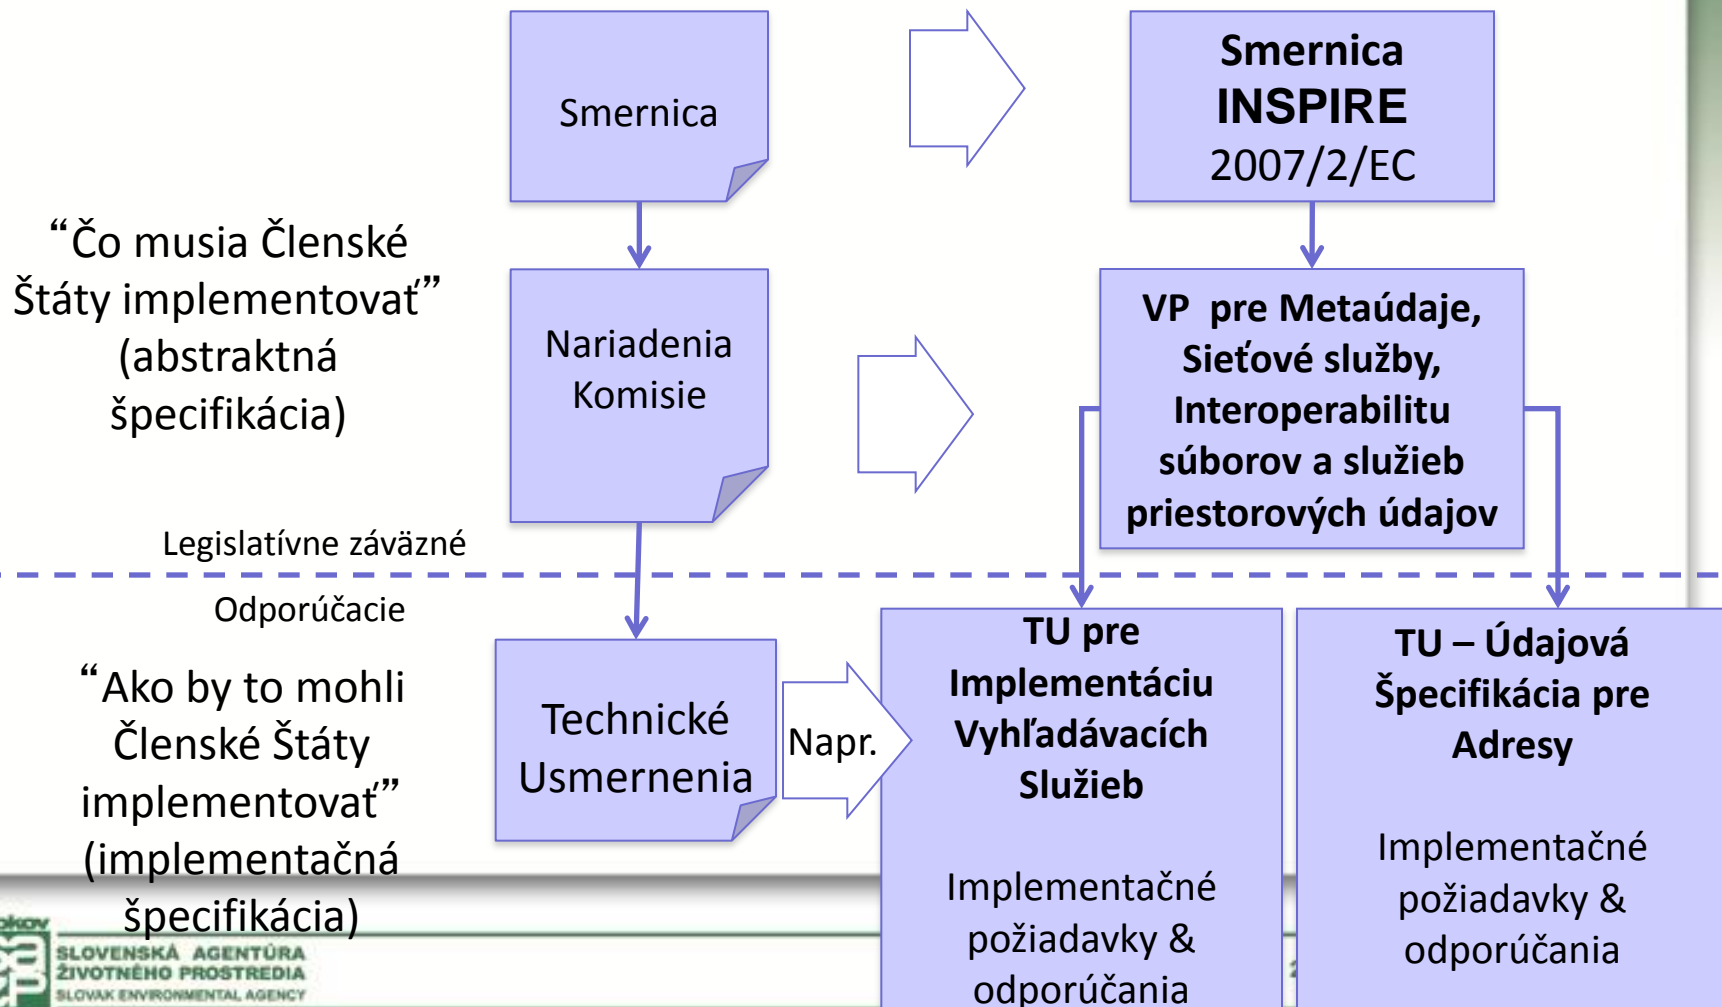 Smernica
Smernica
INSPIRE
2007/2/EC
“Čo musia Členské
Štáty implementovať”
(abstraktná
špecifikácia)
Nariadenia
Komisie
VP pre Metaúdaje,
Sieťové služby,
Interoperabilitu
súborov a služieb
priestorových údajov
Legislatívne záväzné
Odporúčacie
“Ako by to mohli
Členské Štáty
implementovať”
(implementačná
špecifikácia)
Technické
Usmernenia
Napr.
TU pre
Implementáciu
Vyhľadávacích
Služieb
Implementačné
požiadavky &
odporúčania
TU – Údajová
Špecifikácia pre
Adresy
Implementačné
požiadavky &
odporúčania
SLOVENSKÁ AGENTÚRA
ŽIVOTNÉHO PROSTREDIA
SLOVAK ENVIRONMENTAL AGENCY